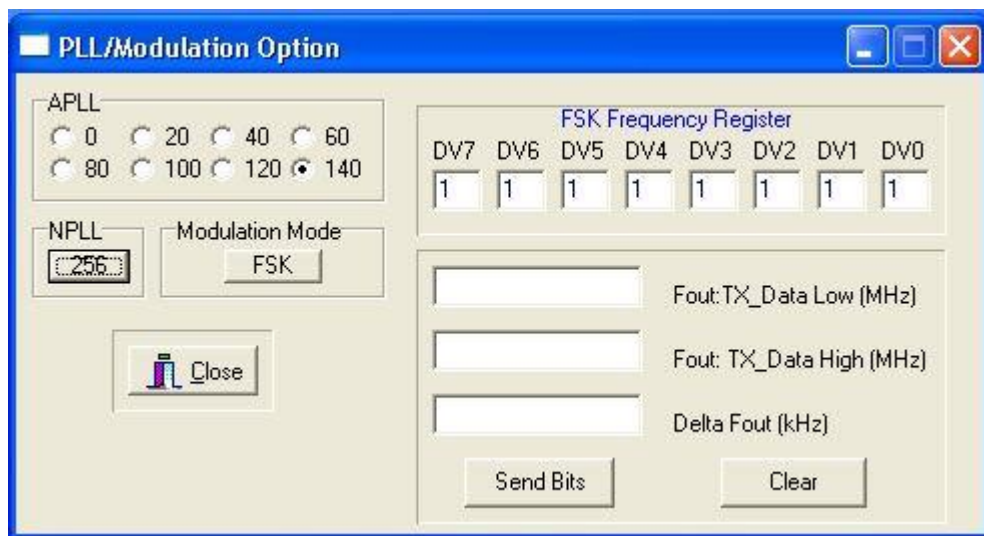 PLL/Modulation Option
APLL
0 20 40 60
80 100 120 140
NPLL
256
Modulation Mode
FSK
Close
FSK Frequency Register
DV7 DV6 DV5 DV4 DV3 DV2 DV1 DV0
1 1 1 1 1 1 1 1
Fout:TX_Data Low (MHz)
Fout: TX_Data High (MHz)
Delta Fout (kHz)
Send Bits Clear